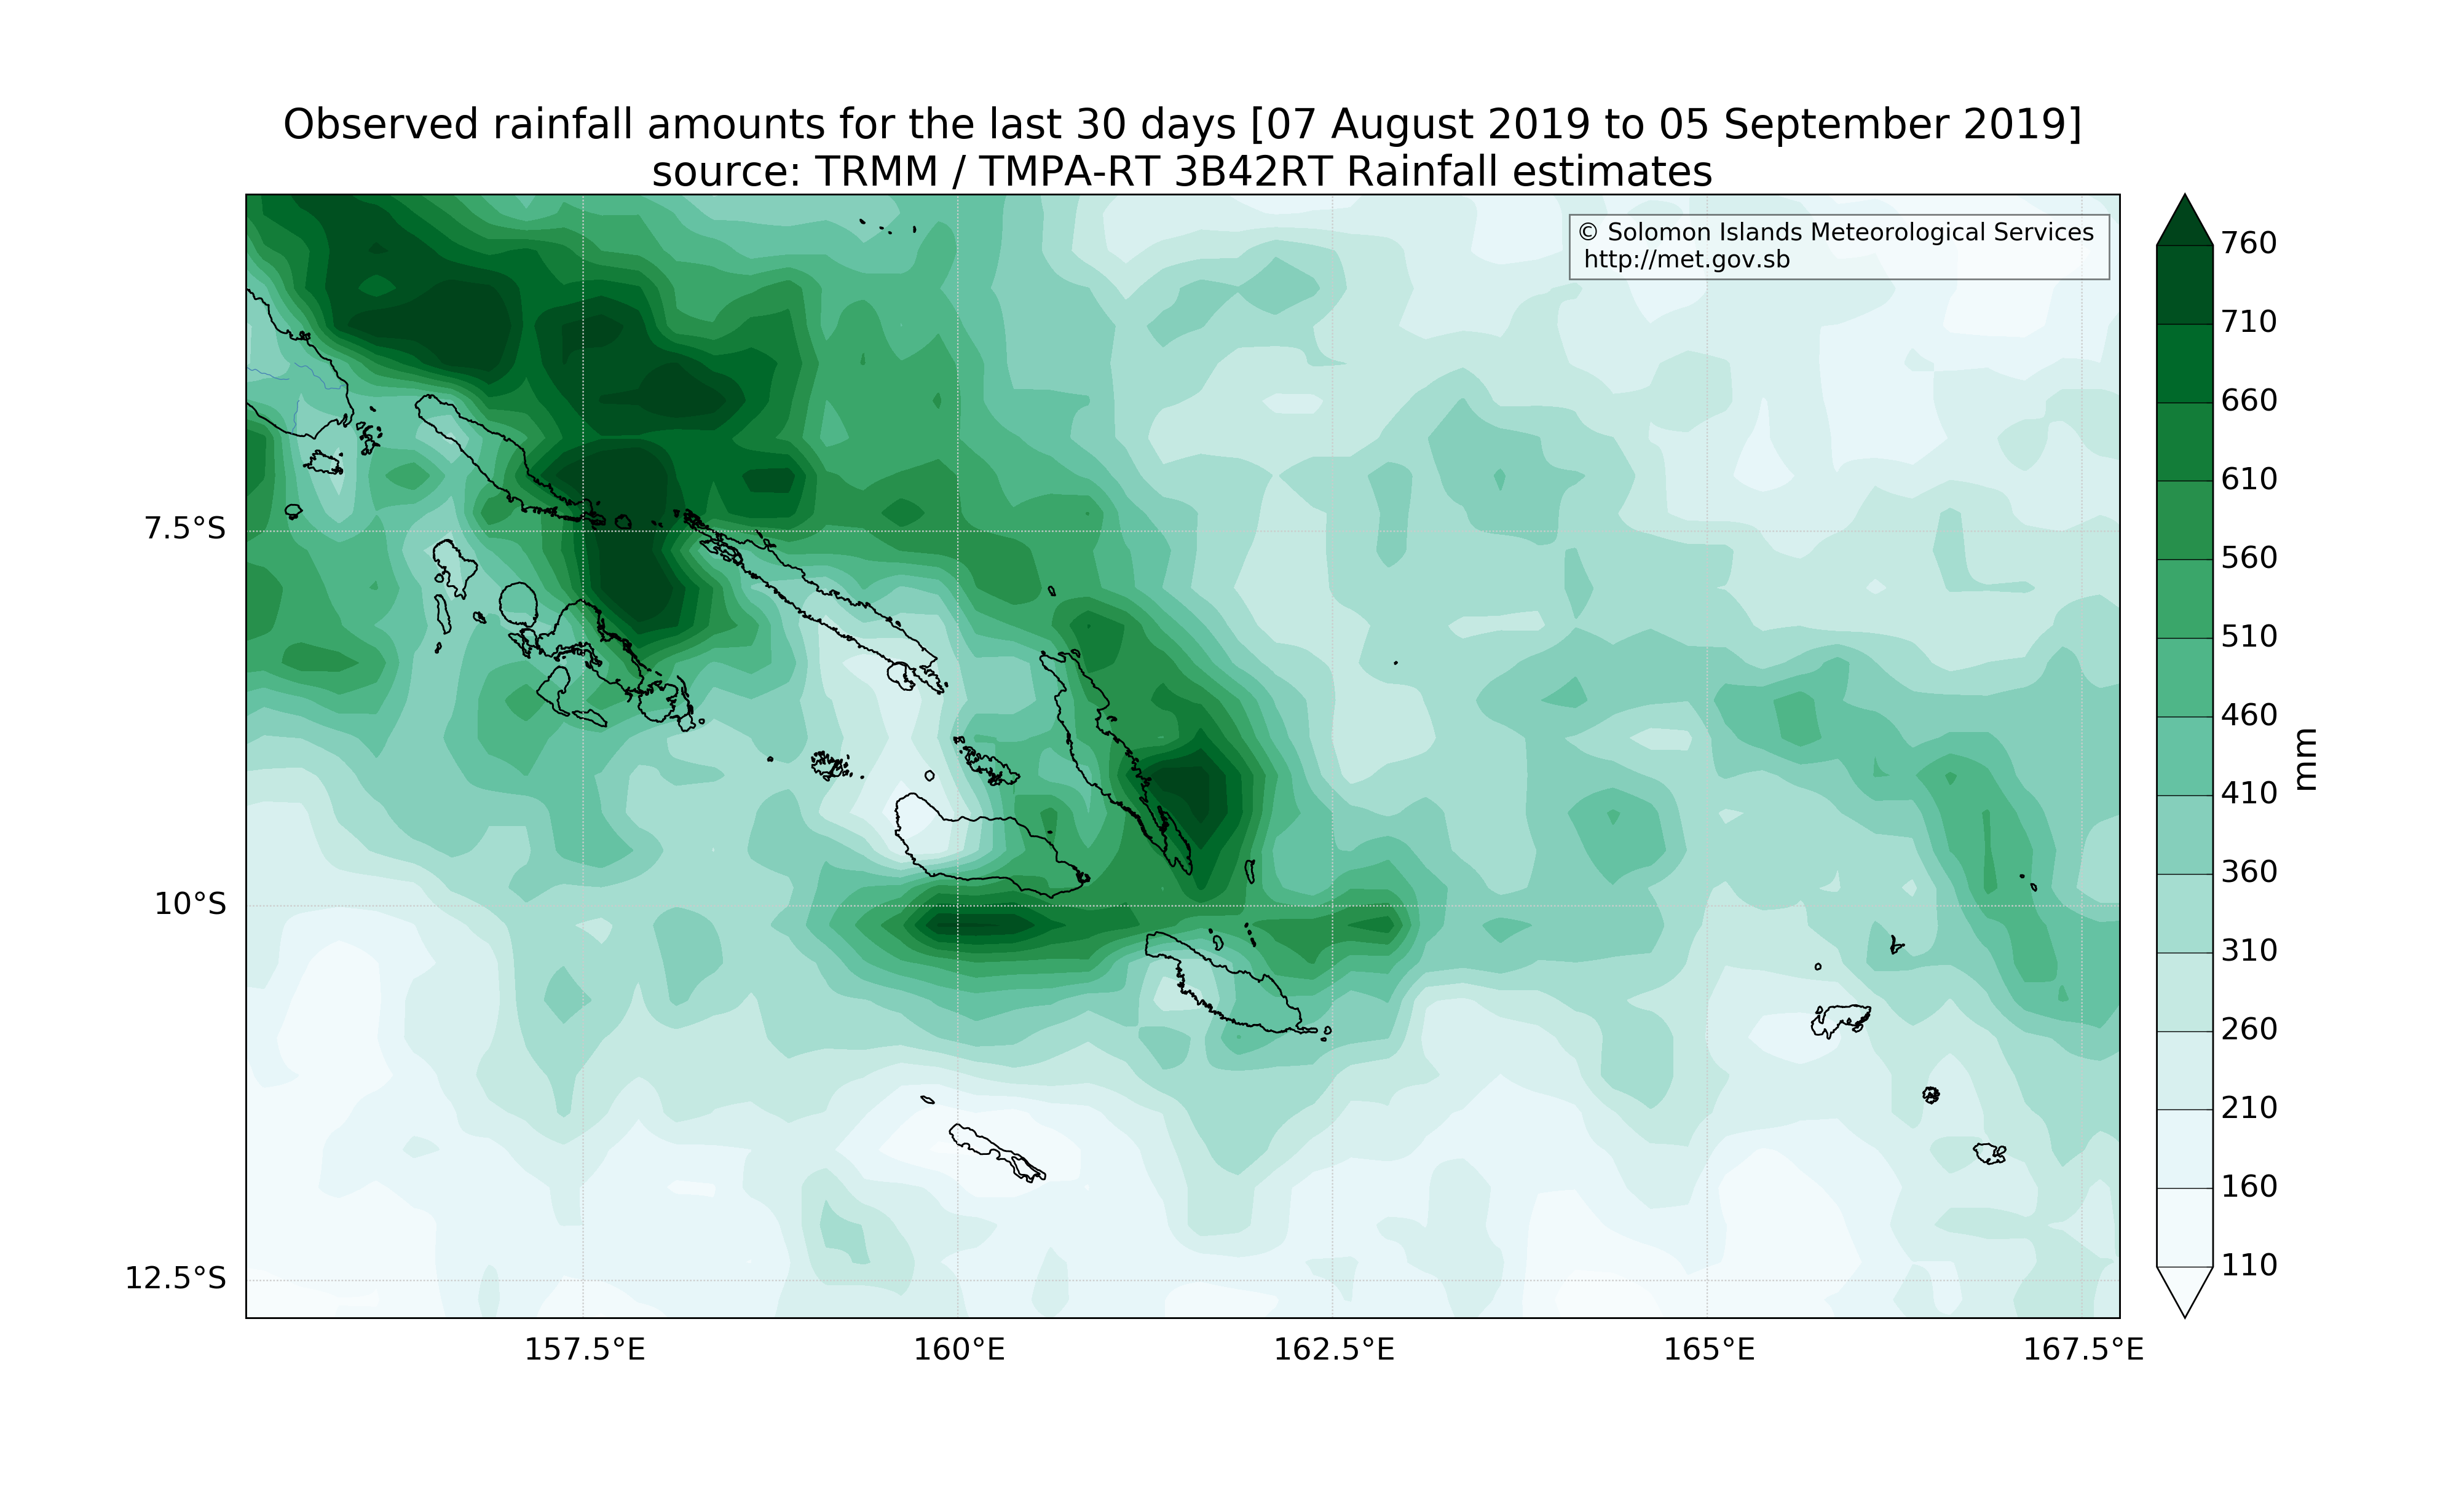 Observed rainfall amounts for the last 30 days [07 August 2019 to 05 September 2019]
source: TRMM / TMPA-RT 3B42RT Rainfall estimates
© Solomon Islands Meteorological Services
http://met.gov.sb
7.5°S
10°S
12.5°S
157.5°E
160°E
162.5°E
165°E
167.5°E
760
710
660
610
560
510
460
410
360
310
260
210
160
110
mm